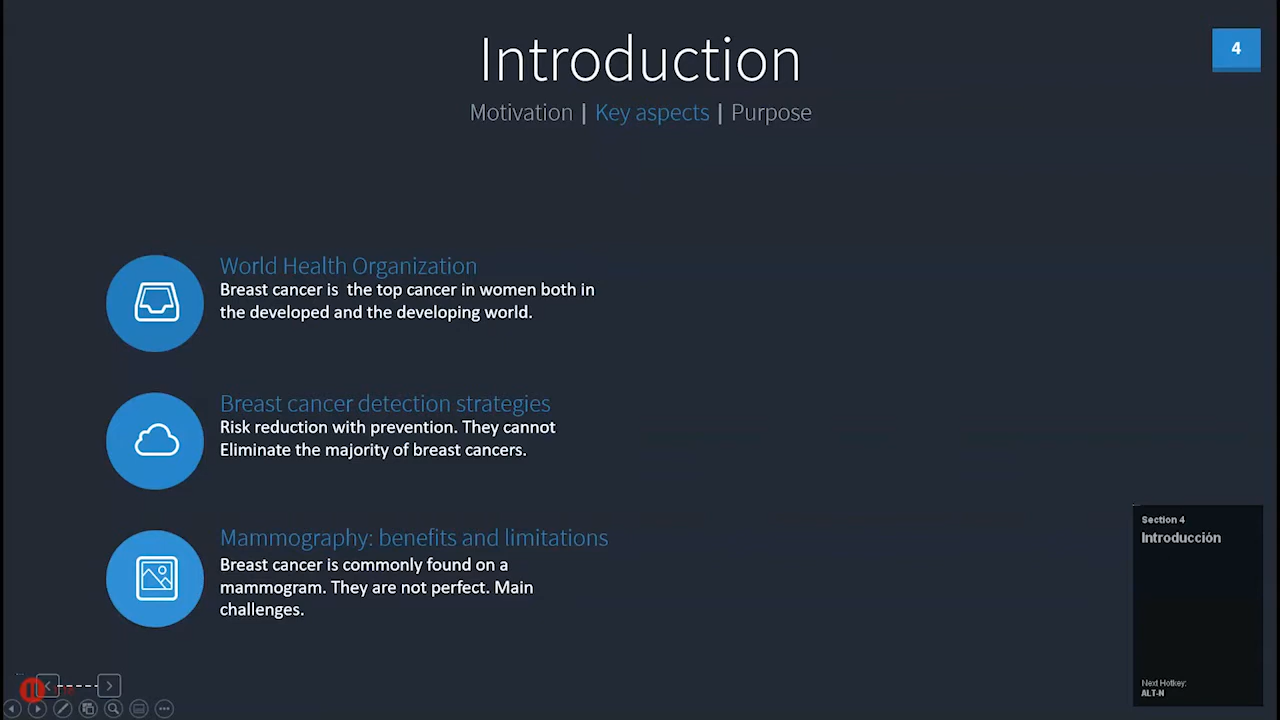 Introduction
4
Motivation | Key aspects | Purpose
World Health Organization
Breast cancer is the top cancer in women both in
the developed and the developing world.
Breast cancer detection strategies
Risk reduction with prevention. They cannot
Eliminate the majority of breast cancers.
Mammography: benefits and limitations
Breast cancer is commonly found on a
mammogram. They are not perfect. Main
challenges.
Section 4
Introducción
Next Hotkey:
ALT-N